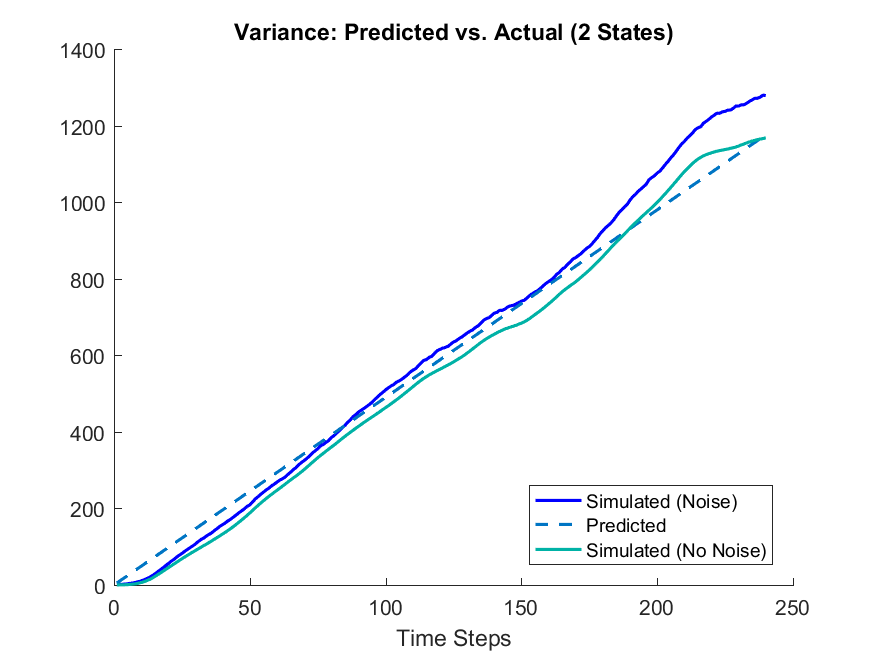 Variance: Predicted vs. Actual (2 States)
1400
1200
1000
800
600
400
200
0
Simulated (Noise)
Predicted
Simulated (No Noise)
0 50 100 150 200 250
Time Steps